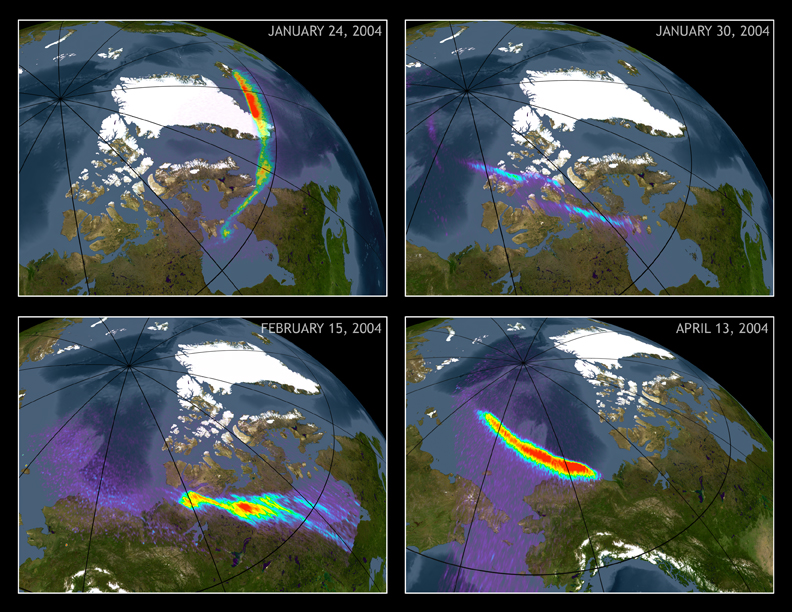 JANUARY 24, 2004
JANUARY 30, 2004
FEBRUARY 15, 2004
APRIL 13, 2004